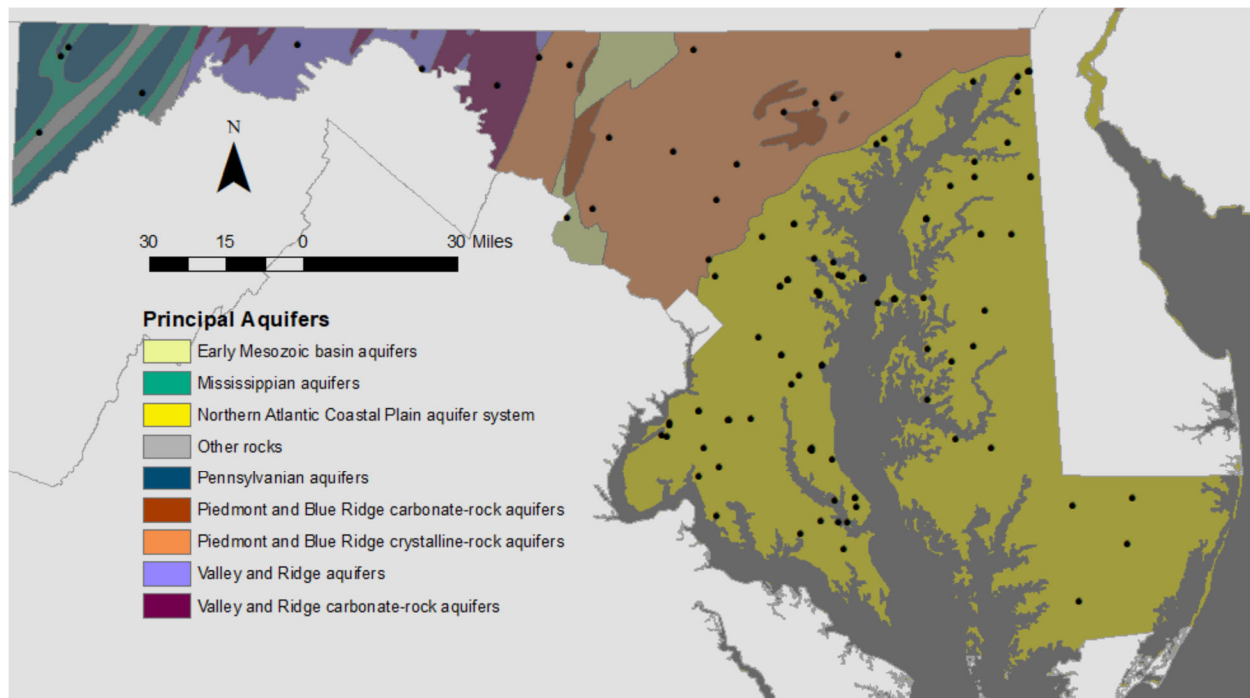 N
30 15 0 30 Miles
Principal Aquifers
Early Mesozoic basin aquifers
Mississippian aquifers
Northern Atlantic Coastal Plain aquifer system
Other rocks
Pennsylvanian aquifers
Piedmont and Blue Ridge carbonate-rock aquifers
Piedmont and Blue Ridge crystalline-rock aquifers
Valley and Ridge aquifers
Valley and Ridge carbonate-rock aquifers